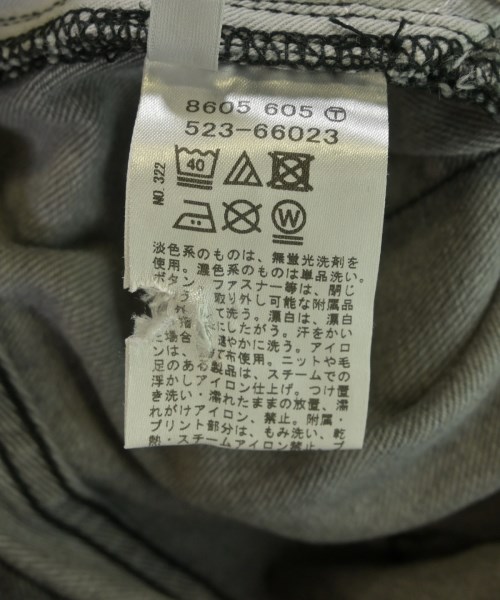 8605 605 Ⓣ
523-66023
40
W
NO.322
淡色系のものは、無蛍光洗剤を
使用。濃色系のものは単品洗い。
ボタン、ファスナー等は、閉じ
取り外し可能な附属品
て洗う。漂白は、漂白
にしたがう。汗をかい
た場合 やかに洗う。アイロ
ンは、 て布使用。ニットや毛
足のある製品は、スチームでの
浮かしアイロン仕上げ。つけ置
き洗い・濡れたままの放置、濡
れがけアイロン、禁止。附属・
プリント部分は、もみ洗い、乾
熱・スチームアイロン禁止。プ